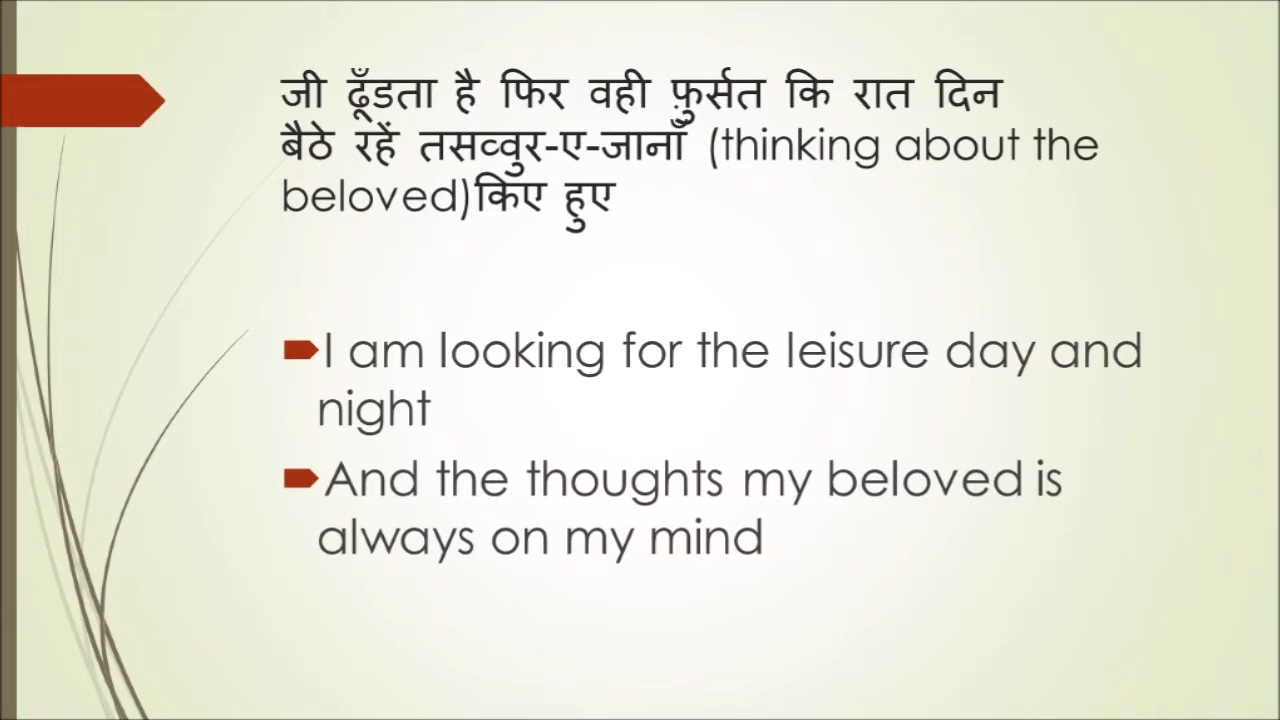 जी ढूँडता है फिर वही फ़ुर्सत कि रात दिन
बैठे रहें तसव्वुर-ए-जानाँ (thinking about the
beloved)किए हुए
I am looking for the leisure day and
night
And the thoughts my beloved is
always on my mind